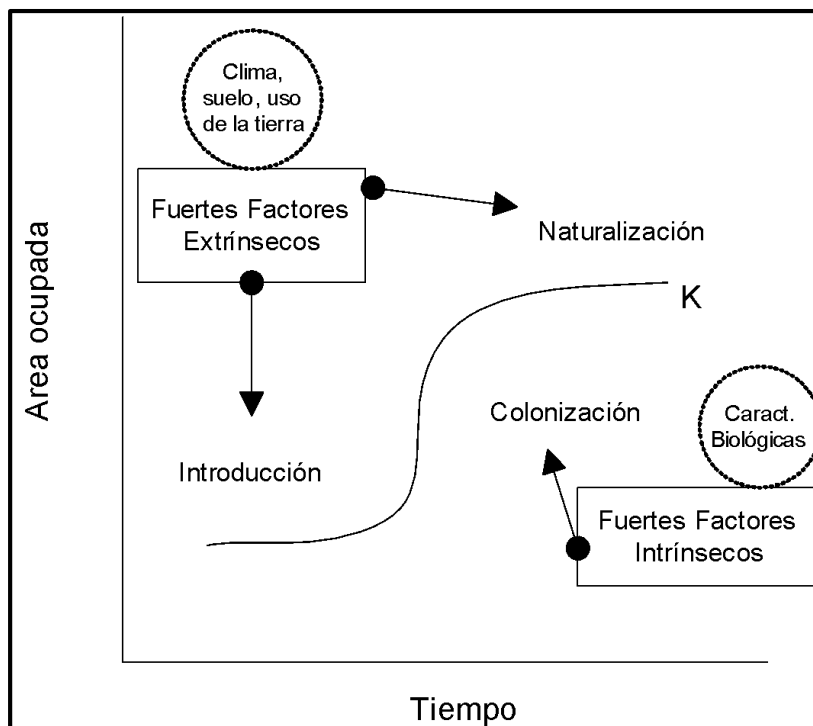 Clima,
suelo, uso
de la tierra
Fuertes Factores
Extrínsecos
Naturalización
K
Area ocupada
Colonización
Caract.
Biológicas
Introducción
Fuertes Factores
Intrínsecos
Tiempo